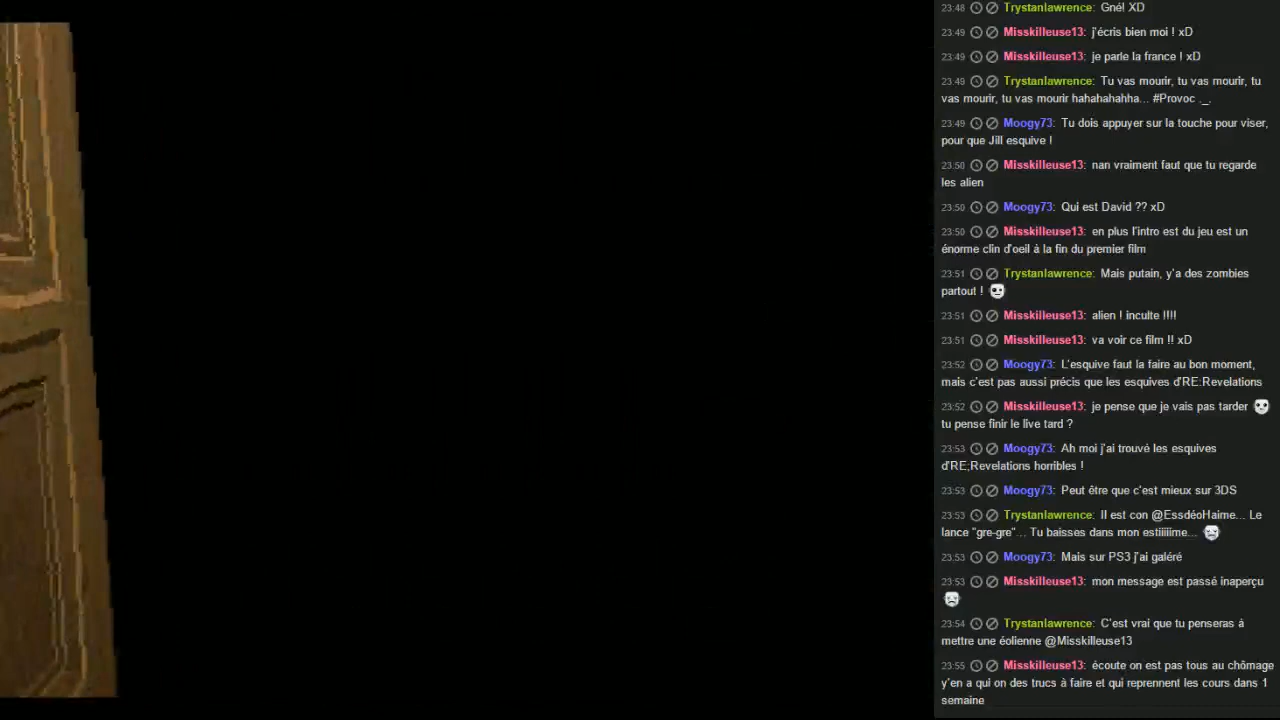 23:48 Trystanlawrence: Gné! XD
23:49 Misskilleuse13: j'écris bien moi ! xD
23:49 Misskilleuse13: je parle la france ! xD
23:49 Trystanlawrence: Tu vas mourir, tu vas mourir, tu
vas mourir, tu vas mourir hahahahahha... #Provoc ._.
23:49 Moogy73: Tu dois appuyer sur la touche pour viser,
pour que Jill esquive !
23:50 Misskilleuse13: nan vraiment faut que tu regarde
les alien
23:50 Moogy73: Qui est David ?? xD
23:50 Misskilleuse13: en plus l'intro est du jeu est un
énorme clin d'oeil à la fin du premier film
23:51 Trystanlawrence: Mais putain, y'a des zombies
partout !
23:51 Misskilleuse13: alien ! inculte !!!!
23:51 Misskilleuse13: va voir ce film !! xD
23:52 Moogy73: L'esquive faut la faire au bon moment,
mais c'est pas aussi précis que les esquives d'RE:Revelations
23:52 Misskilleuse13: je pense que je vais pas tarder
tu pense finir le live tard ?
23:53 Moogy73: Ah moi j'ai trouvé les esquives
d'RE;Revelations horribles !
23:53 Moogy73: Peut être que c'est mieux sur 3DS
23:53 Trystanlawrence: Il est con @EssdéoHaime... Le
lance "gre-gre"... Tu baisses dans mon estiiiiime...
23:53 Moogy73: Mais sur PS3 j'ai galéré
23:53 Misskilleuse13: mon message est passé inaperçu
23:54 Trystanlawrence: C'est vrai que tu penseras à
mettre une éolienne @Misskilleuse13
23:55 Misskilleuse13: écoute on est pas tous au chômage
y'en a qui on des trucs à faire et qui reprennent les cours dans 1
semaine